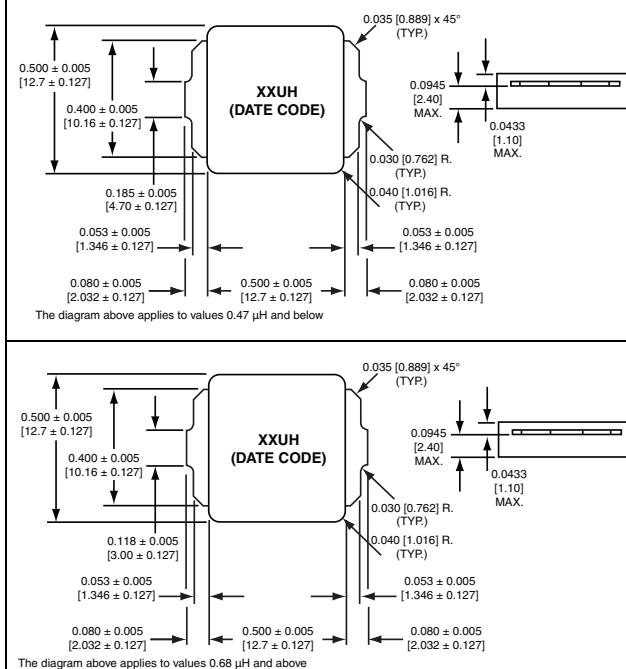 0.035 [0.889] x 45°
(TYP.)
0.500 ± 0.005
[12.7 ± 0.127]
0.400 ± 0.005
[10.16 ± 0.127]
XXUH
(DATE CODE)
0.0945
[2.40]
MAX.
0.0433
[1.10]
MAX.
0.030 [0.762] R.
(TYP.)
0.185 ± 0.005
[4.70 ± 0.127]
0.040 [1.016] R.
(TYP.)
0.053 ± 0.005
[1.346 ± 0.127]
0.053 ± 0.005
[1.346 ± 0.127]
0.080 ± 0.005
[2.032 ± 0.127]
0.500 ± 0.005
[12.7 ± 0.127]
0.080 ± 0.005
[2.032 ± 0.127]
The diagram above applies to values 0.47 µH and below
0.035 [0.889] x 45°
(TYP.)
0.500 ± 0.005
[12.7 ± 0.127]
0.400 ± 0.005
[10.16 ± 0.127]
XXUH
(DATE CODE)
0.0945
[2.40]
MAX.
0.0433
[1.10]
MAX.
0.030 [0.762] R.
(TYP.)
0.118 ± 0.005
[3.00 ± 0.127]
0.040 [1.016] R.
(TYP.)
0.053 ± 0.005
[1.346 ± 0.127]
0.053 ± 0.005
[1.346 ± 0.127]
0.080 ± 0.005
[2.032 ± 0.127]
0.500 ± 0.005
[12.7 ± 0.127]
0.080 ± 0.005
[2.032 ± 0.127]
The diagram above applies to values 0.68 µH and above